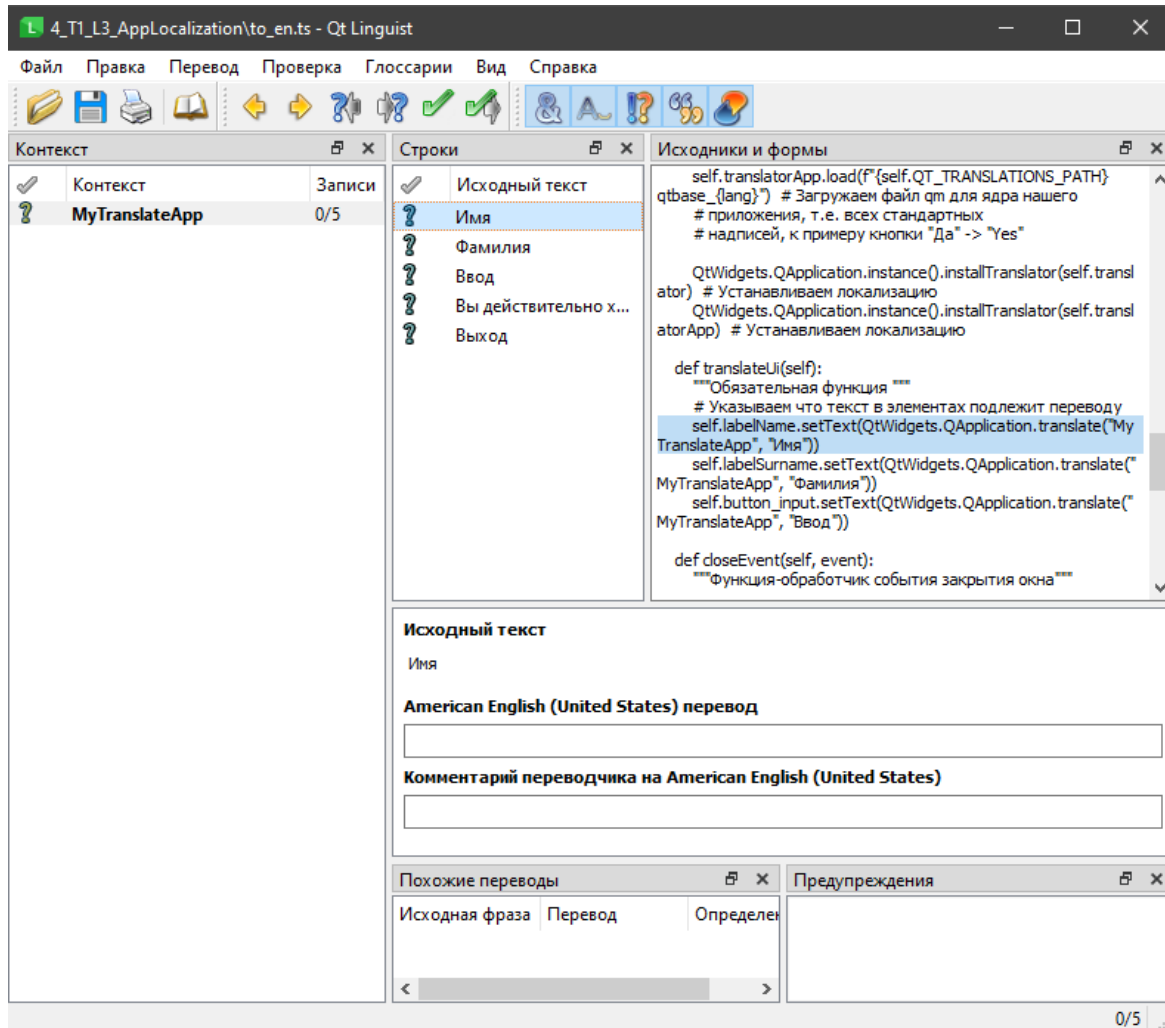 4_T1_L3_AppLocalization\to_en.ts - Qt Linguist
Файл Правка Перевод Проверка Глоссарии Вид Справка
Контекст
Контекст Записи
MyTranslateApp 0/5
Строки
Исходный текст
Имя
Фамилия
Ввод
Вы действительно х...
Выход
Исходники и формы
self.translatorApp.load(f"{self.QT_TRANSLATIONS_PATH}
qtbase_{lang}") # Загружаем файл qm для ядра нашего
# приложения, т.е. всех стандартных
# надписей, к примеру кнопки "Да" -> "Yes"
QtWidgets.QApplication.instance().installTranslator(self.transl
ator) # Устанавливаем локализацию
QtWidgets.QApplication.instance().installTranslator(self.transl
atorApp) # Устанавливаем локализацию
def translateUi(self):
"""Обязательная функция """
# Указываем что текст в элементах подлежит переводу
self.labelName.setText(QtWidgets.QApplication.translate("My
TranslateApp", "Имя"))
self.labelSurname.setText(QtWidgets.QApplication.translate("
MyTranslateApp", "Фамилия"))
self.button_input.setText(QtWidgets.QApplication.translate("
MyTranslateApp", "Ввод"))
def closeEvent(self, event):
"""Функция-обработчик события закрытия окна"""
Исходный текст
Имя
American English (United States) перевод
Комментарий переводчика на American English (United States)
Похожие переводы
Исходная фраза Перевод Определен
Предупреждения
0/5